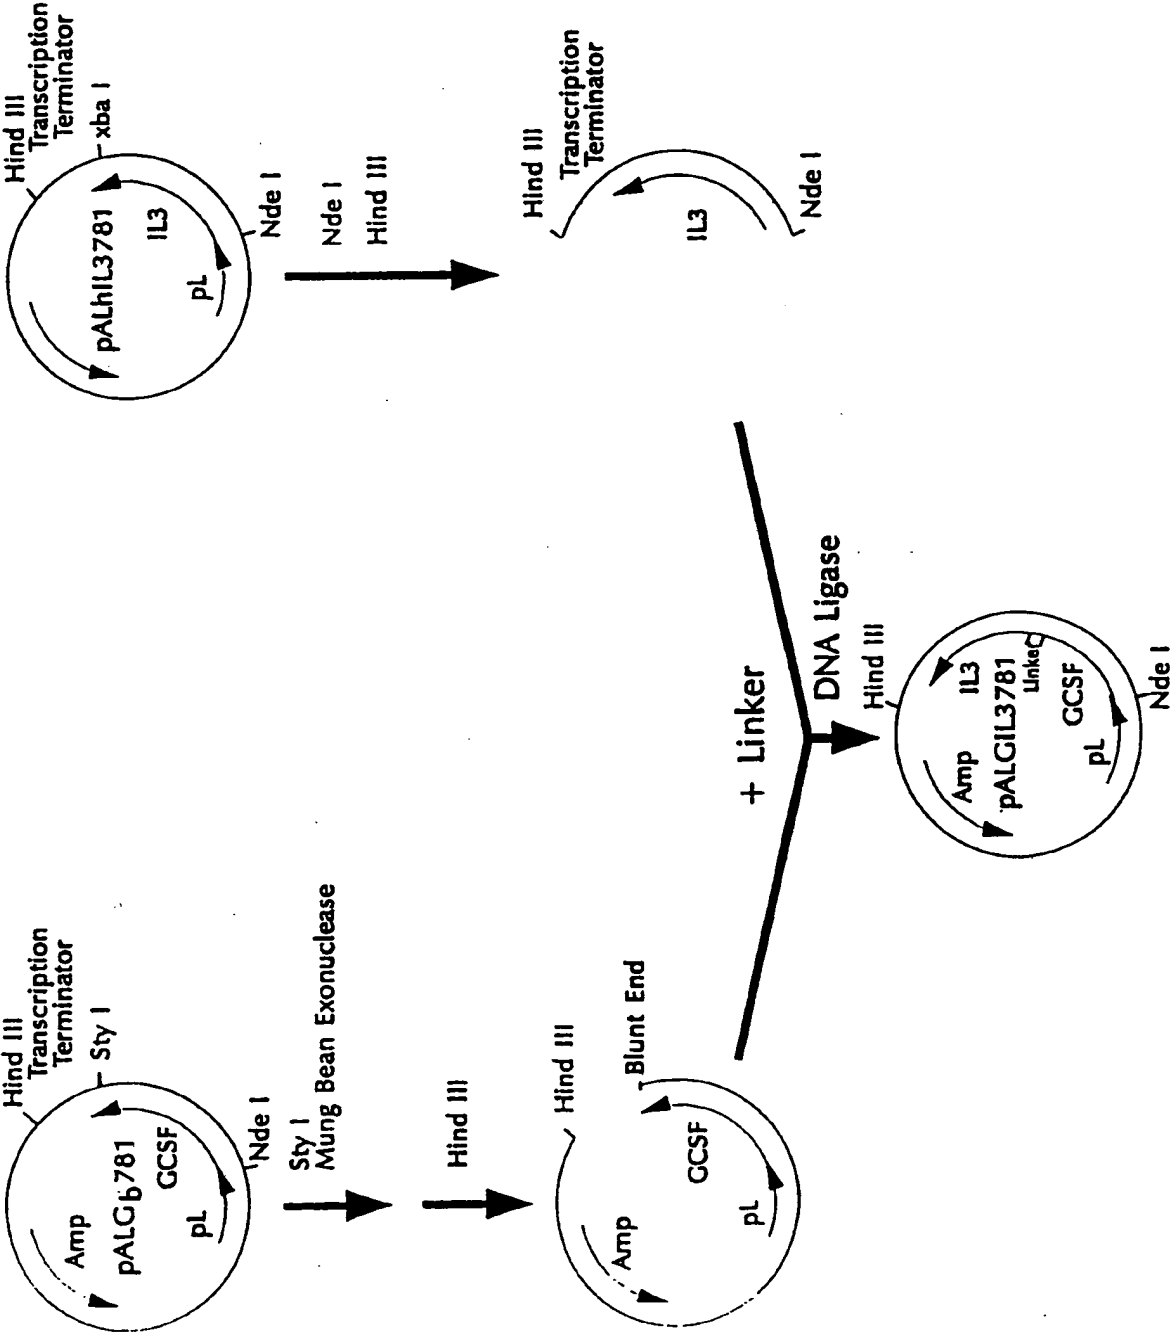 Hind III
Transcription
Terminator
Sty I
Amp
pALGb781
GCSF
pL
Nde I
Sty I
Mung Bean Exonuclease
Hind III
Hind III
Blunt End
Amp
GCSF
pL
Hind III
Transcription
Terminator
xba I
pALhIL3781
IL3
pL
Nde I
Nde I
Hind III
Hind III
Transcription
Terminator
IL3
Nde I
+ Linker
DNA Ligase
Hind III
Amp
IL3
pALGIL3781
Linker
GCSF
pL
Nde I